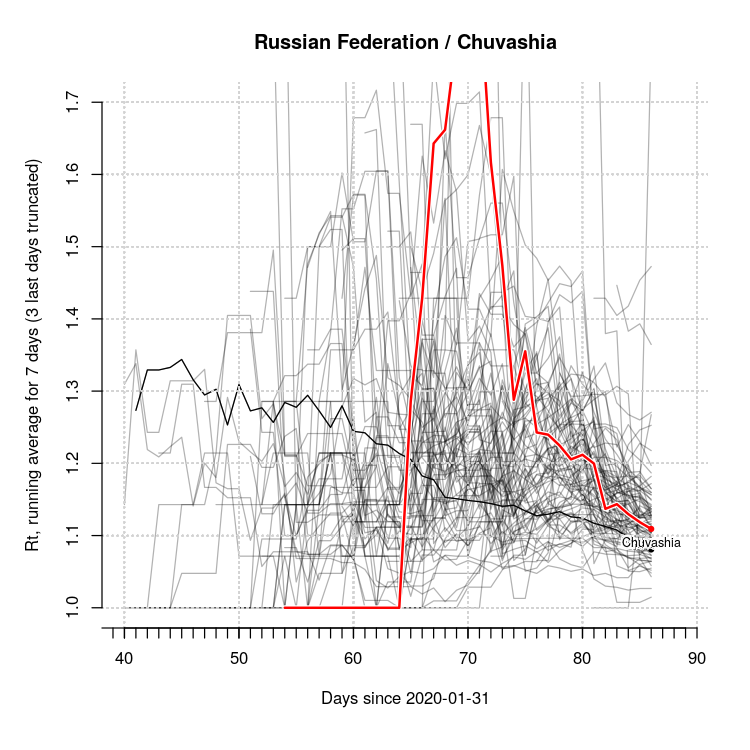 Russian Federation / Chuvashia
Rt, running average for 7 days (3 last days truncated)
1.7
1.6
1.5
1.4
1.3
1.2
1.1
1.0
Chuvashia
40 50 60 70 80 90
Days since 2020-01-31